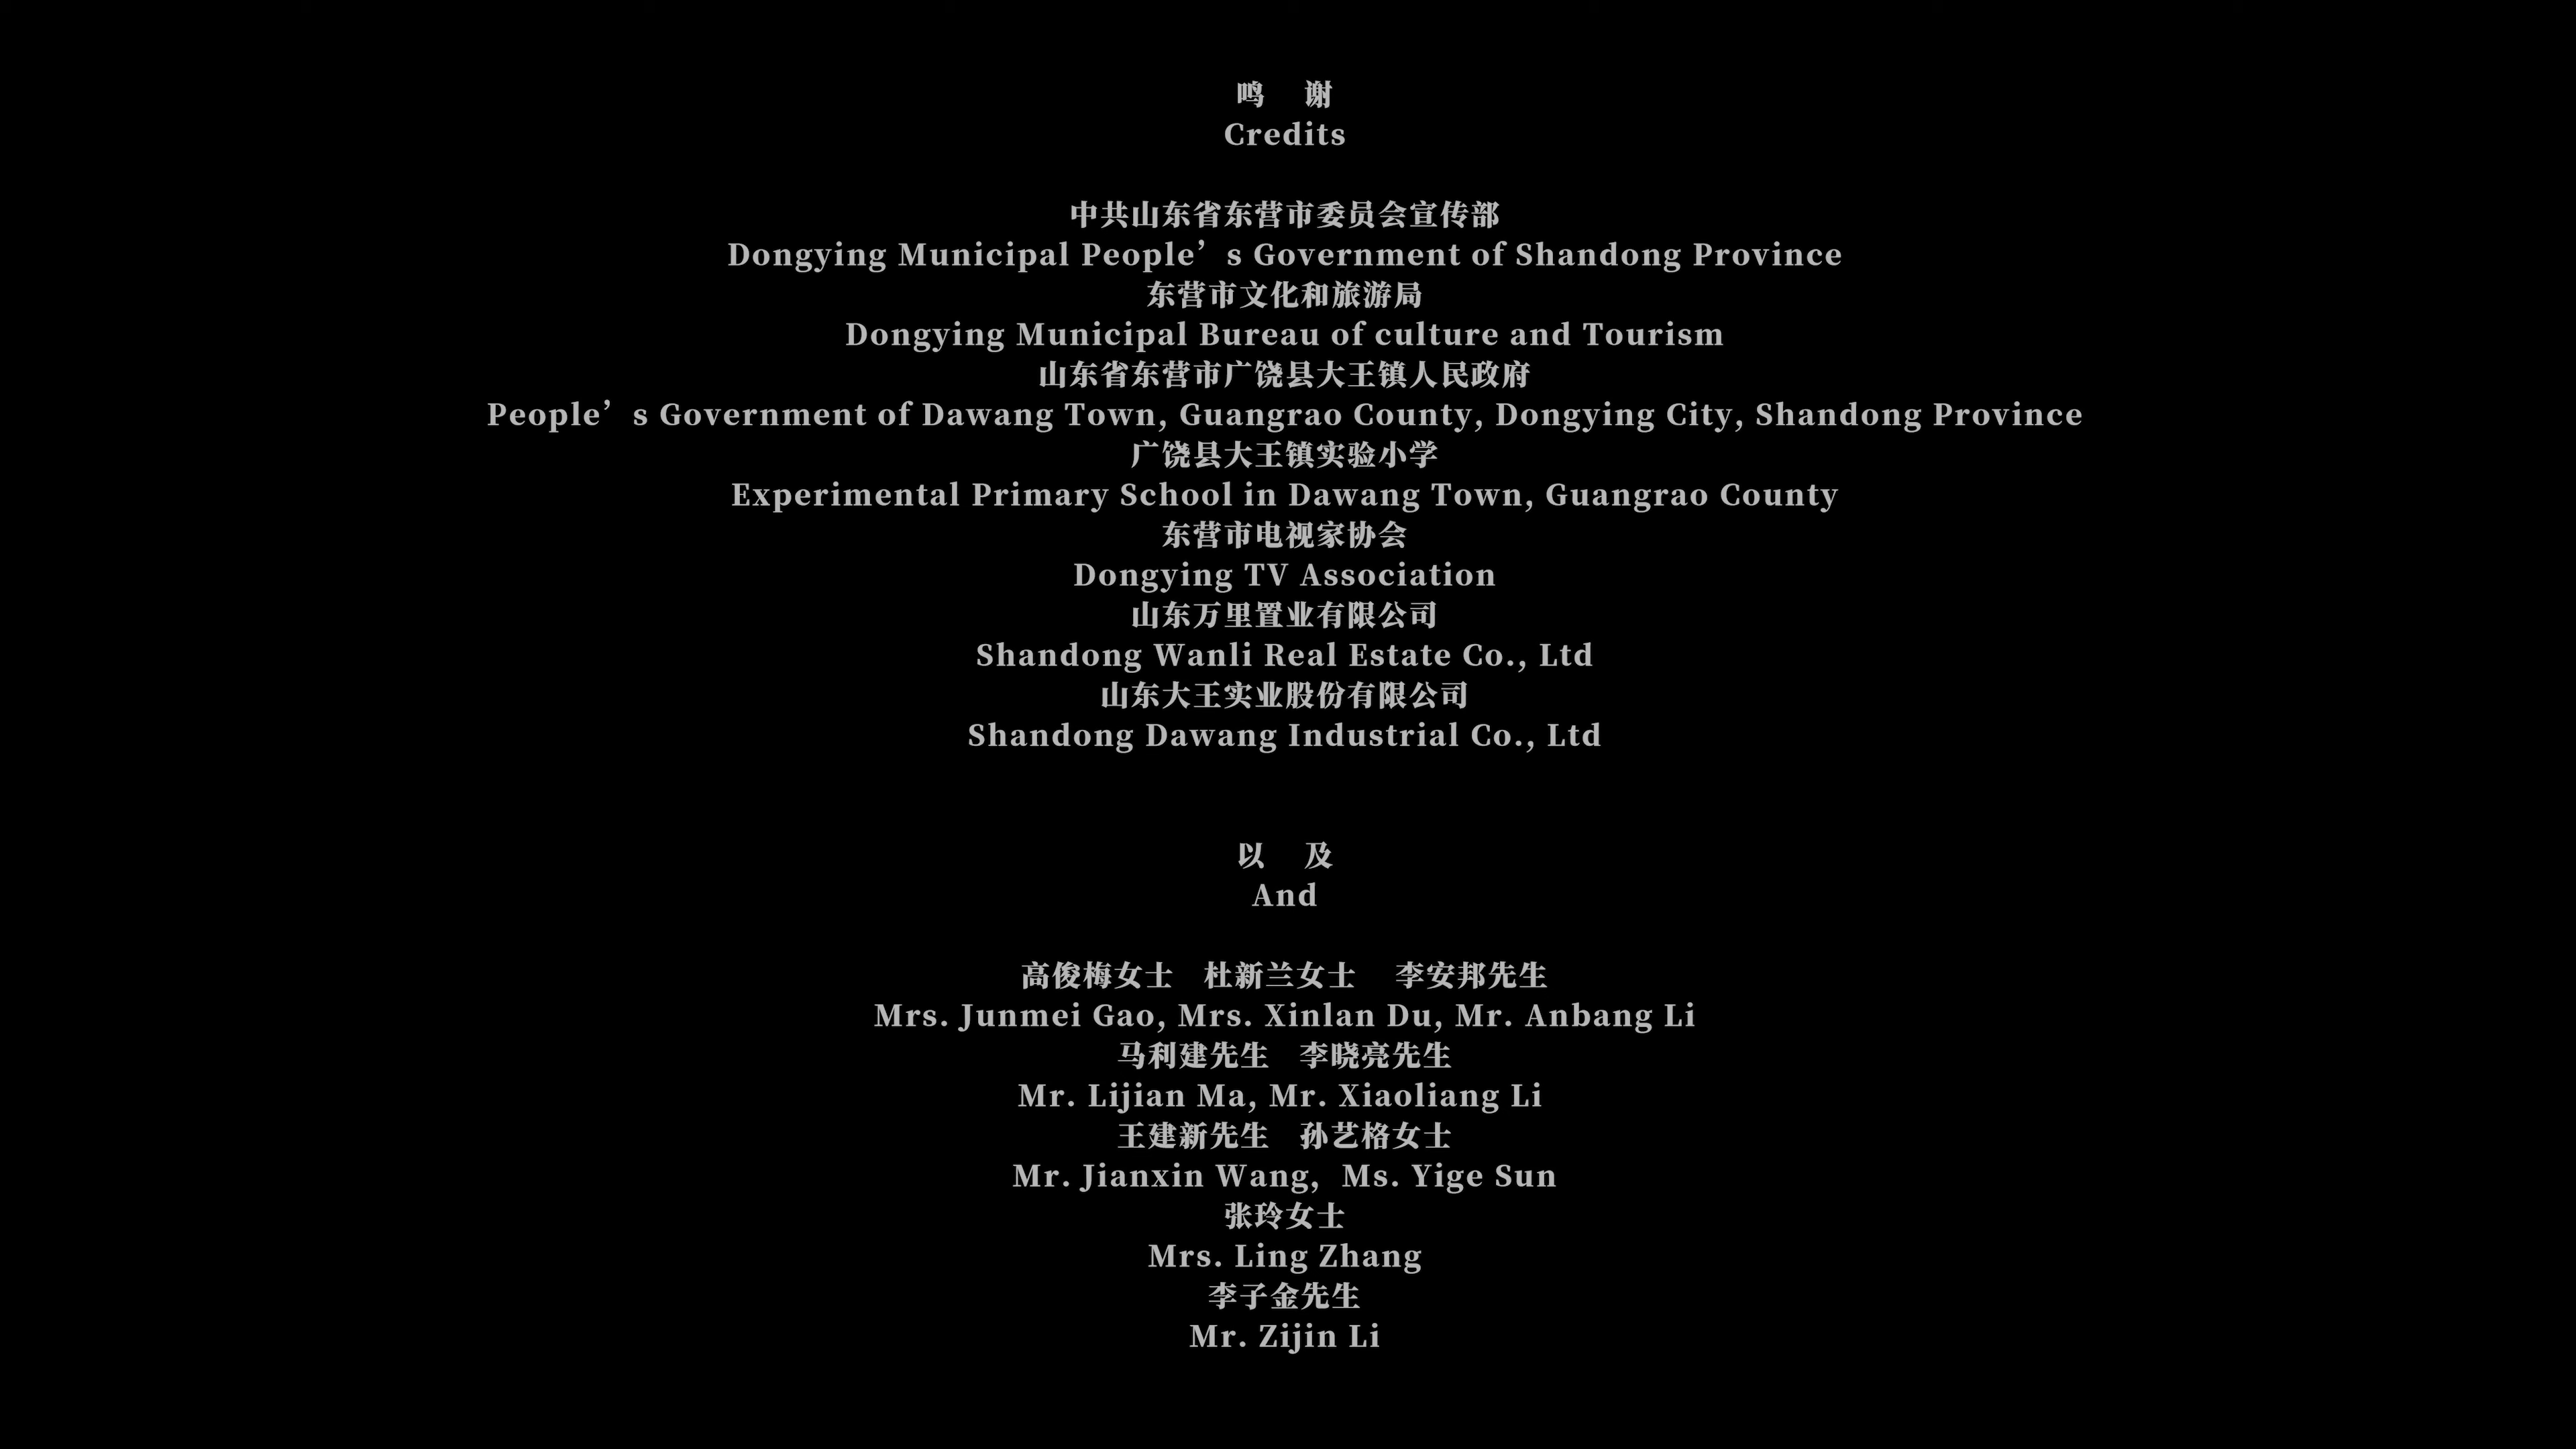 鸣 谢
Credits
中共山东省东营市委员会宣传部
Dongying Municipal People’s Government of Shandong Province
东营市文化和旅游局
Dongying Municipal Bureau of culture and Tourism
山东省东营市广饶县大王镇人民政府
People’s Government of Dawang Town, Guangrao County, Dongying City, Shandong Province
广饶县大王镇实验小学
Experimental Primary School in Dawang Town, Guangrao County
东营市电视家协会
Dongying TV Association
山东万里置业有限公司
Shandong Wanli Real Estate Co., Ltd
山东大王实业股份有限公司
Shandong Dawang Industrial Co., Ltd
以 及
And
高俊梅女士 杜新兰女士 李安邦先生
Mrs. Junmei Gao, Mrs. Xinlan Du, Mr. Anbang Li
马利建先生 李晓亮先生
Mr. Lijian Ma, Mr. Xiaoliang Li
王建新先生 孙艺格女士
Mr. Jianxin Wang, Ms. Yige Sun
张玲女士
Mrs. Ling Zhang
李子金先生
Mr. Zijin Li